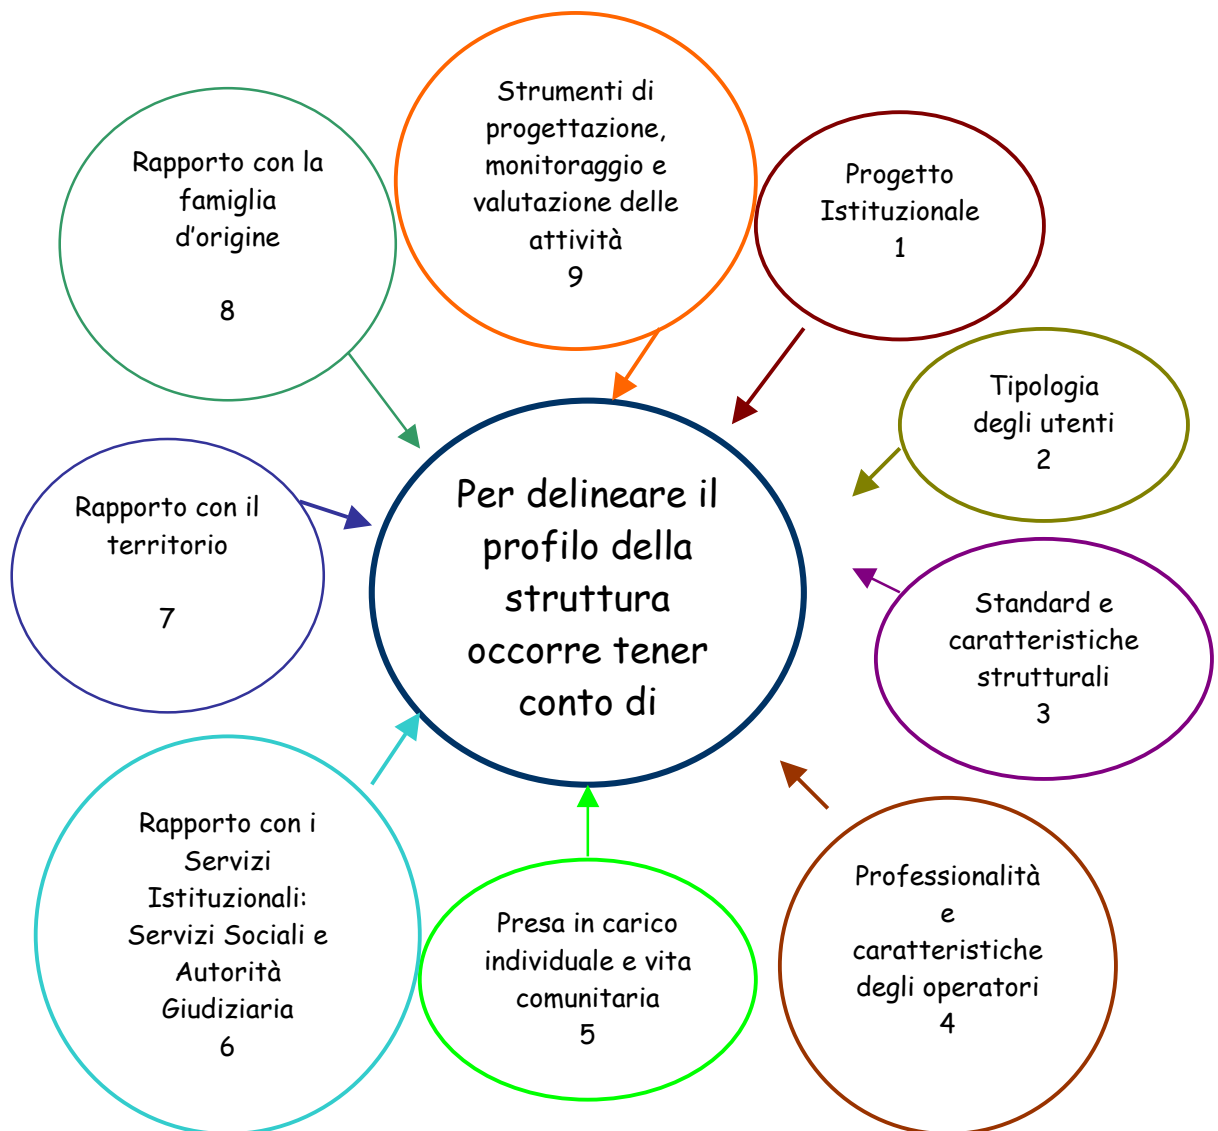 Strumenti di
progettazione,
monitoraggio e
valutazione delle
attività
9
Rapporto con la
famiglia
d'origine
8
Progetto
Istituzionale
1
Tipologia
degli utenti
2
Per delineare il
profilo della
struttura
occorre tener
conto di
Rapporto con il
territorio
7
Standard e
caratteristiche
strutturali
3
Rapporto con i
Servizi
Istituzionali:
Servizi Sociali e
Autorità
Giudiziaria
6
Presa in carico
individuale e vita
comunitaria
5
Professionalità
e
caratteristiche
degli operatori
4